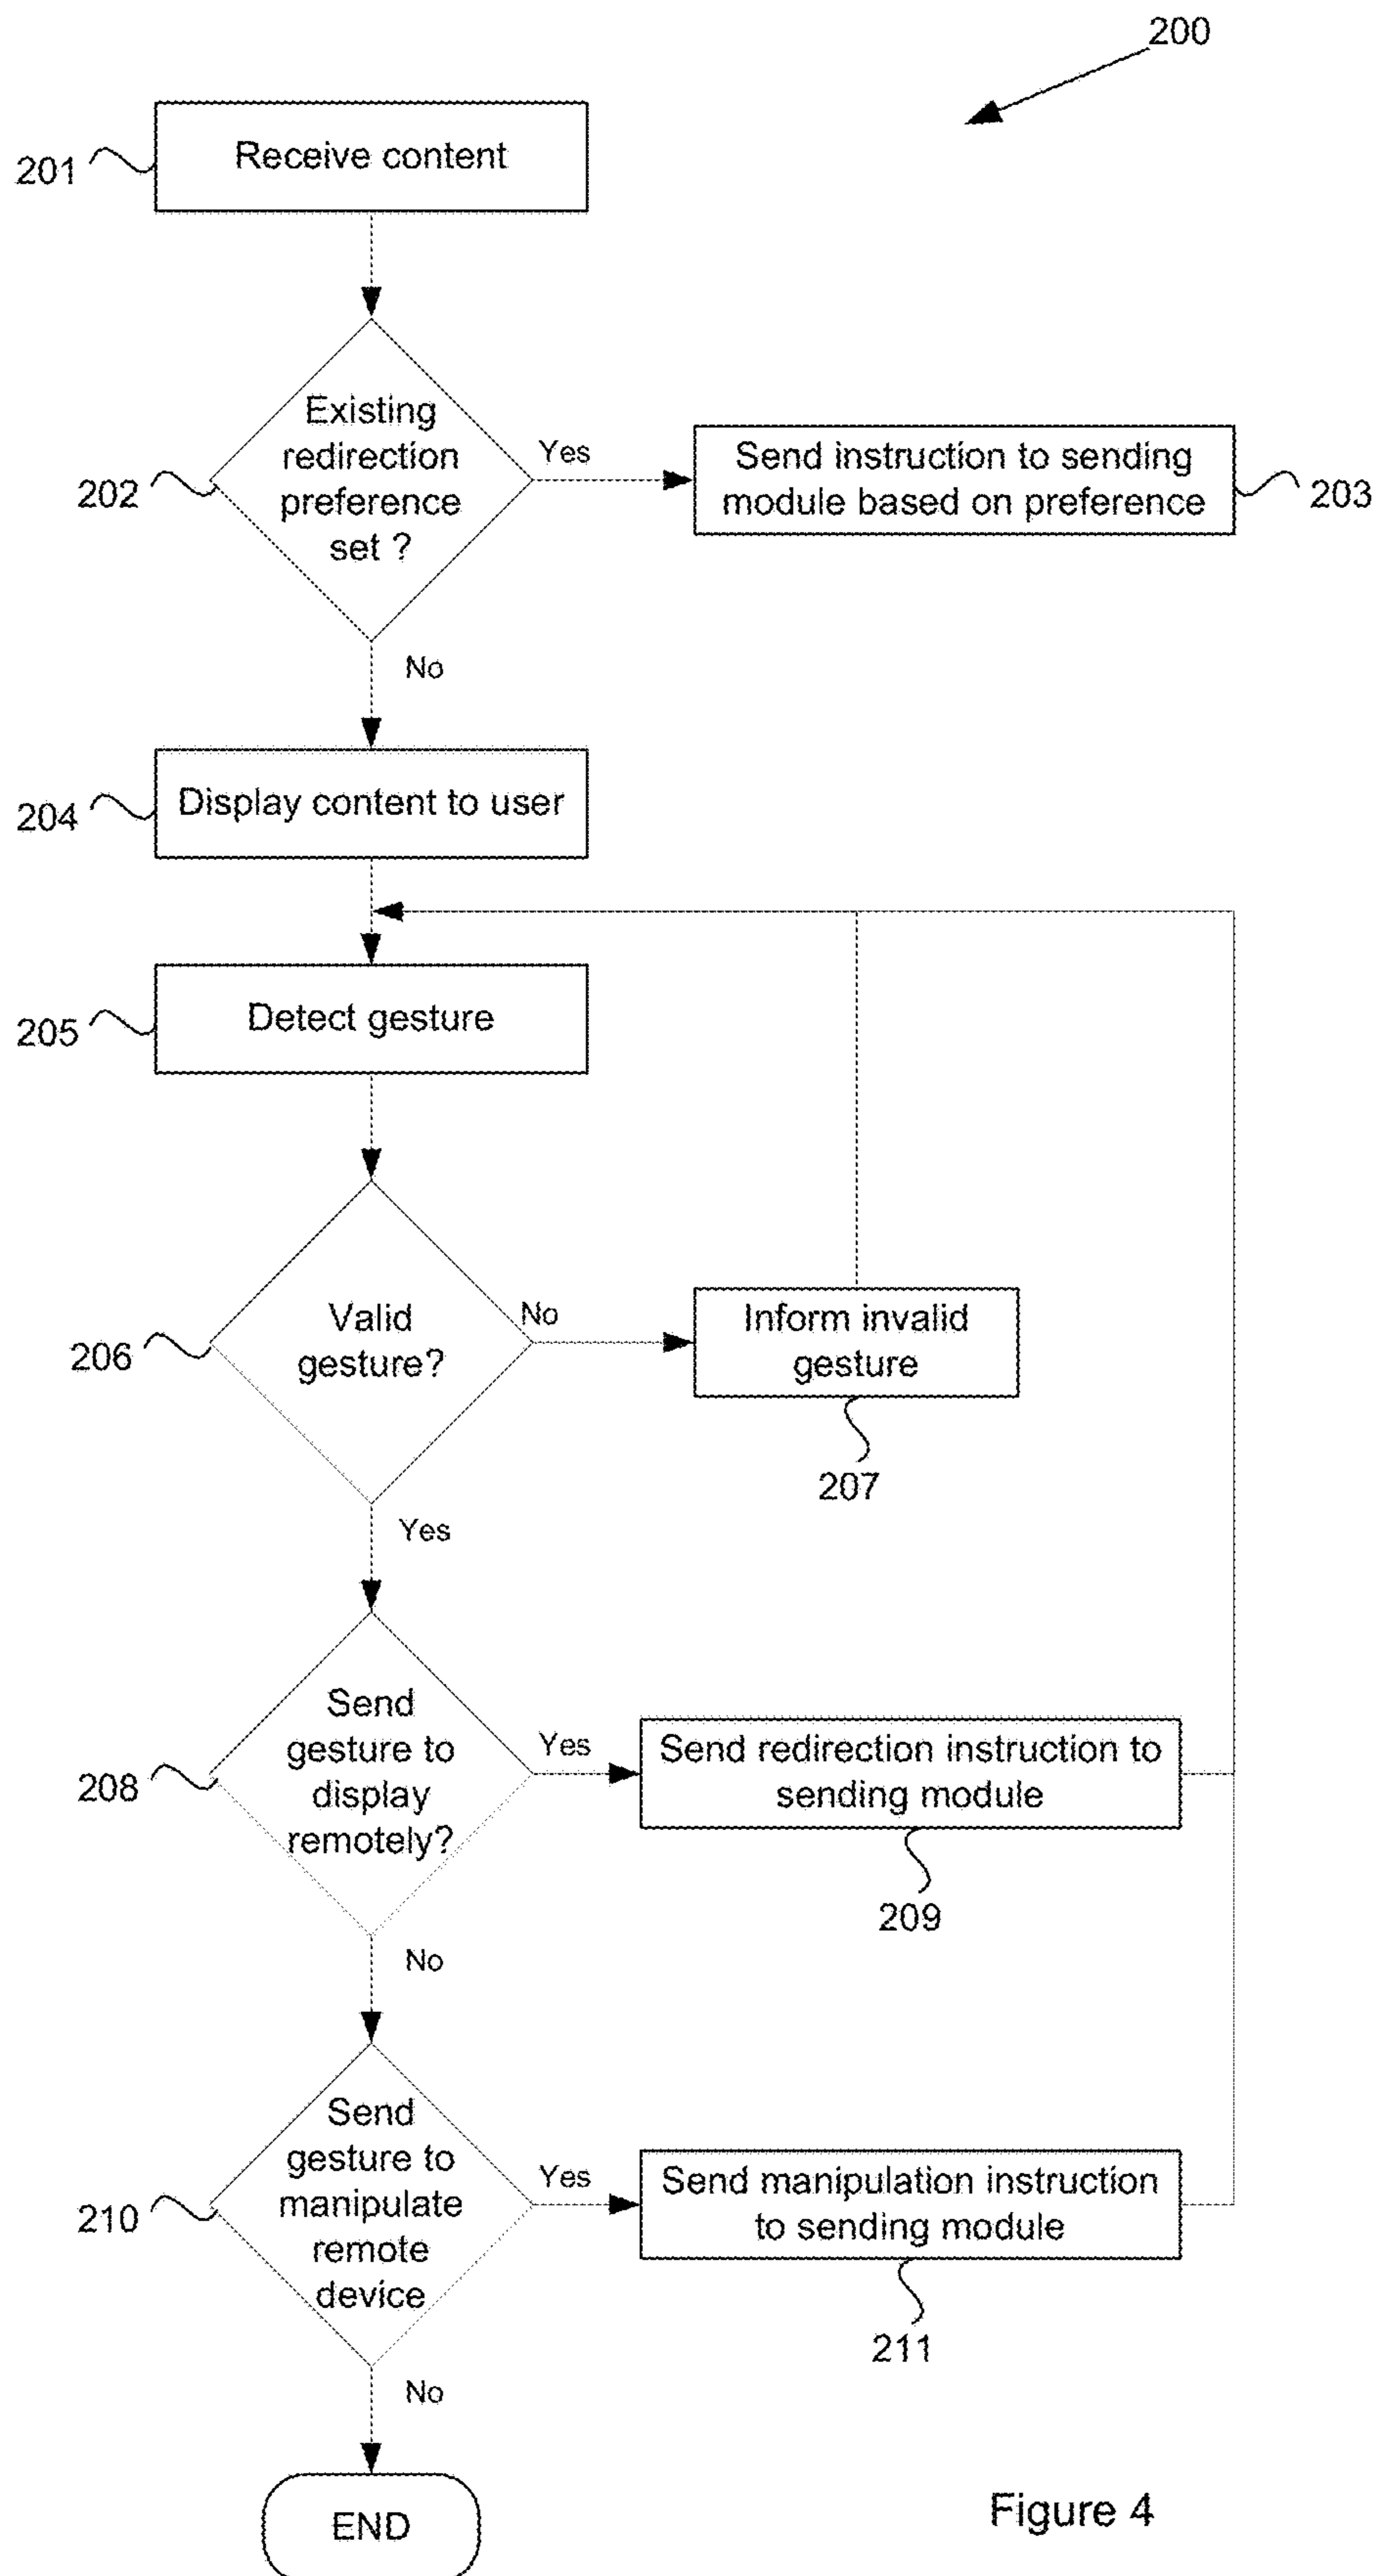 200
201
Receive content
202
Existing
redirection
preference
set ?
Yes
Send instruction to sending
module based on preference
203
No
204
Display content to user
205
Detect gesture
206
Valid
gesture?
No
Inform invalid
gesture
207
Yes
208
Send
gesture to
display
remotely?
Yes
Send redirection instruction to
sending module
209
No
210
Send
gesture to
manipulate
remote
device
Yes
Send manipulation instruction
to sending module
211
No
END
Figure 4